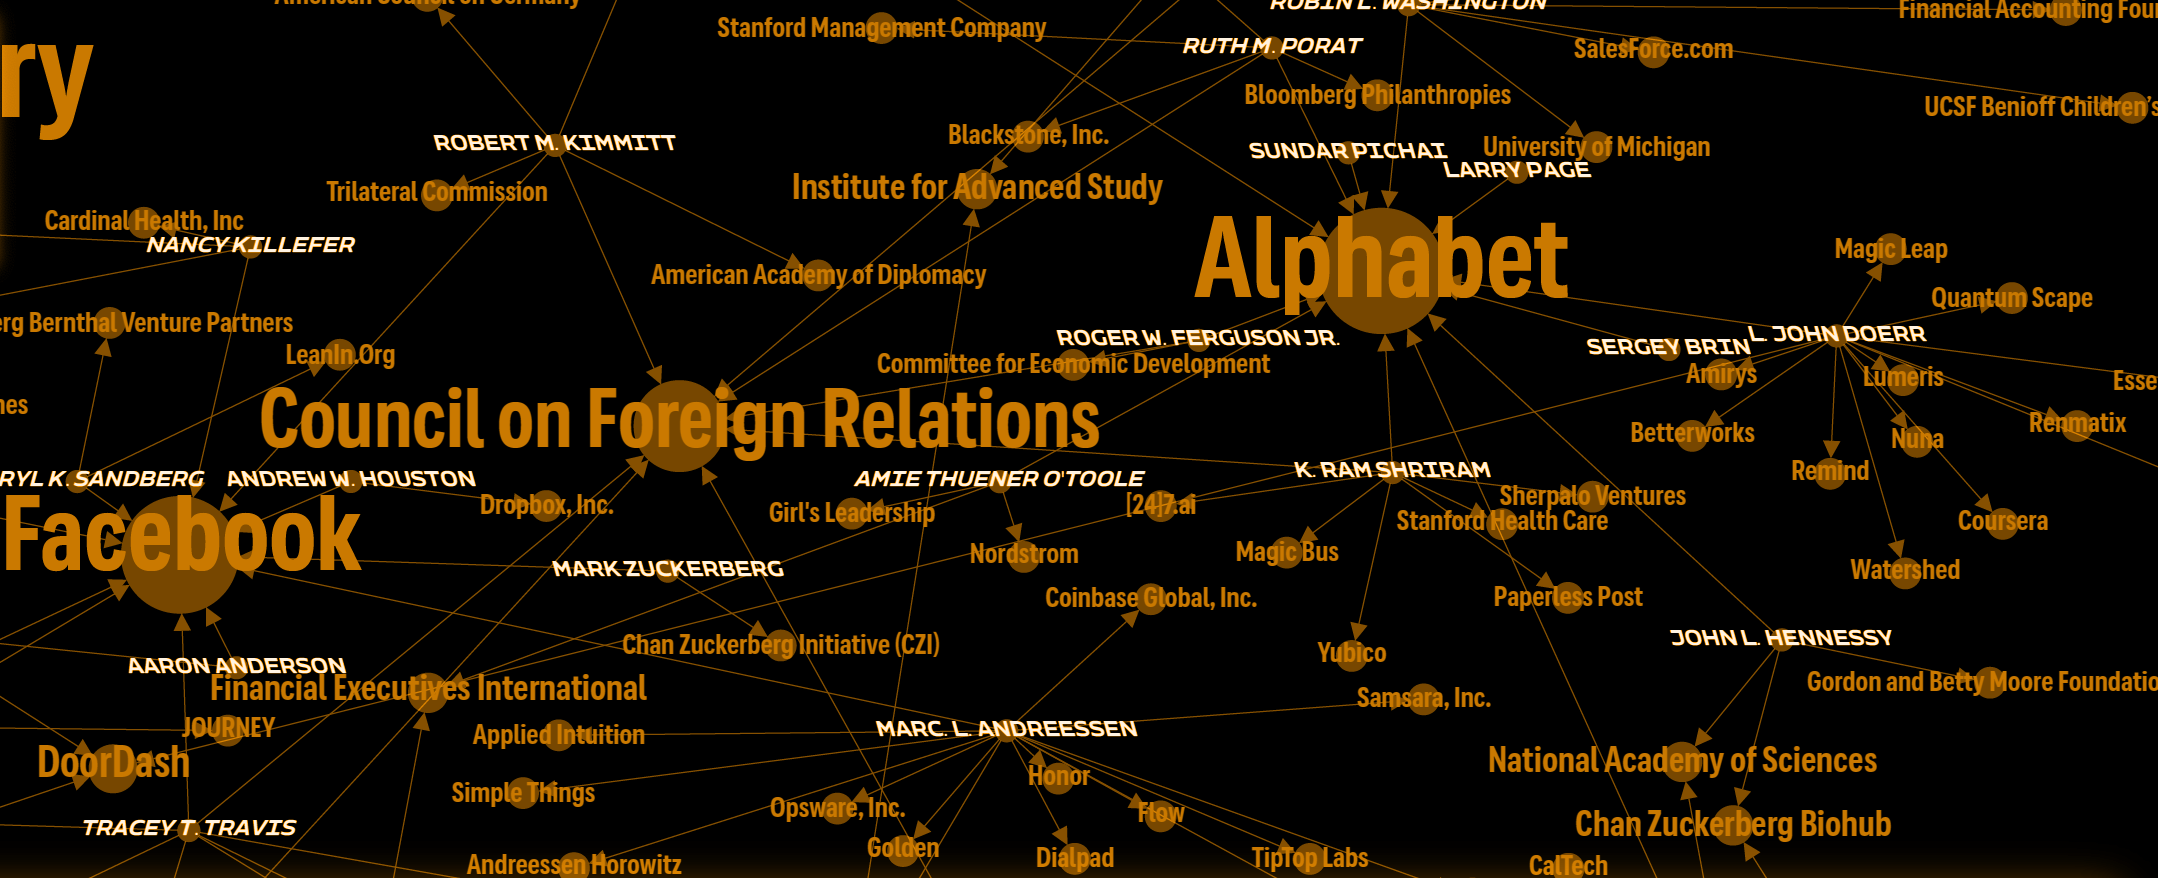 American Council on Germany
ROBIN L. WASHINGTON
Financial Accounting Four
Stanford Management Company
RUTH M. PORAT
SalesForce.com
ry
Bloomberg Philanthropies
UCSF Benioff Children's
Blackstone, Inc.
ROBERT M. KIMMITT
University of Michigan
SUNDAR PICHAI
LARRY PAGE
Trilateral Commission
Institute for Advanced Study
Cardinal Health, Inc
NANCY KILLEFER
Alphabet
Magic Leap
American Academy of Diplomacy
Quantum Scape
erg Bernthal Venture Partners
L. JOHN DOERR
ROGER W. FERGUSON JR.
SERGEY BRIN
LeanIn.Org
Committee for Economic Development
Amirys
Lumeris
Esse
nes
Council on Foreign Relations
Renmatix
Betterworks
Nuna
K. RAM SHRIRAM
Remind
RYL K. SANDBERG
ANDREW W. HOUSTON
AMIE THUENER O'TOOLE
Sherpalo Ventures
Dropbox, Inc.
Girl's Leadership
[24]7.ai
Stanford Health Care
Coursera
Facebook
Nordstrom
Magic Bus
MARK ZUCKERBERG
Watershed
Coinbase Global, Inc.
Paperless Post
Chan Zuckerberg Initiative (CZI)
JOHN L. HENNESSY
Yubico
AARON ANDERSON
Gordon and Betty Moore Foundatio
Financial Executives International
Samsara, Inc.
JOURNEY
MARC. L. ANDREESSEN
Applied Intuition
DoorDash
National Academy of Sciences
Honor
Simple Things
Opsware, Inc.
Flow
TRACEY T. TRAVIS
Chan Zuckerberg Biohub
Golden
Dialpad
TipTop Labs
Andreessen Horowitz
CalTech